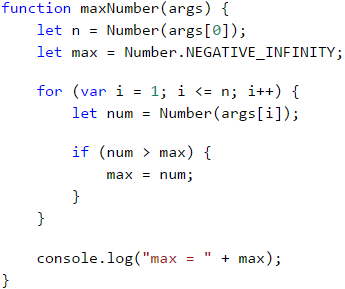 function maxNumber(args) {
    let n = Number(args[0]);
    let max = Number.NEGATIVE_INFINITY;

    for (var i = 1; i <= n; i++) {
        let num = Number(args[i]);

        if (num > max) {
            max = num;
        }
    }

    console.log("max = " + max);
}